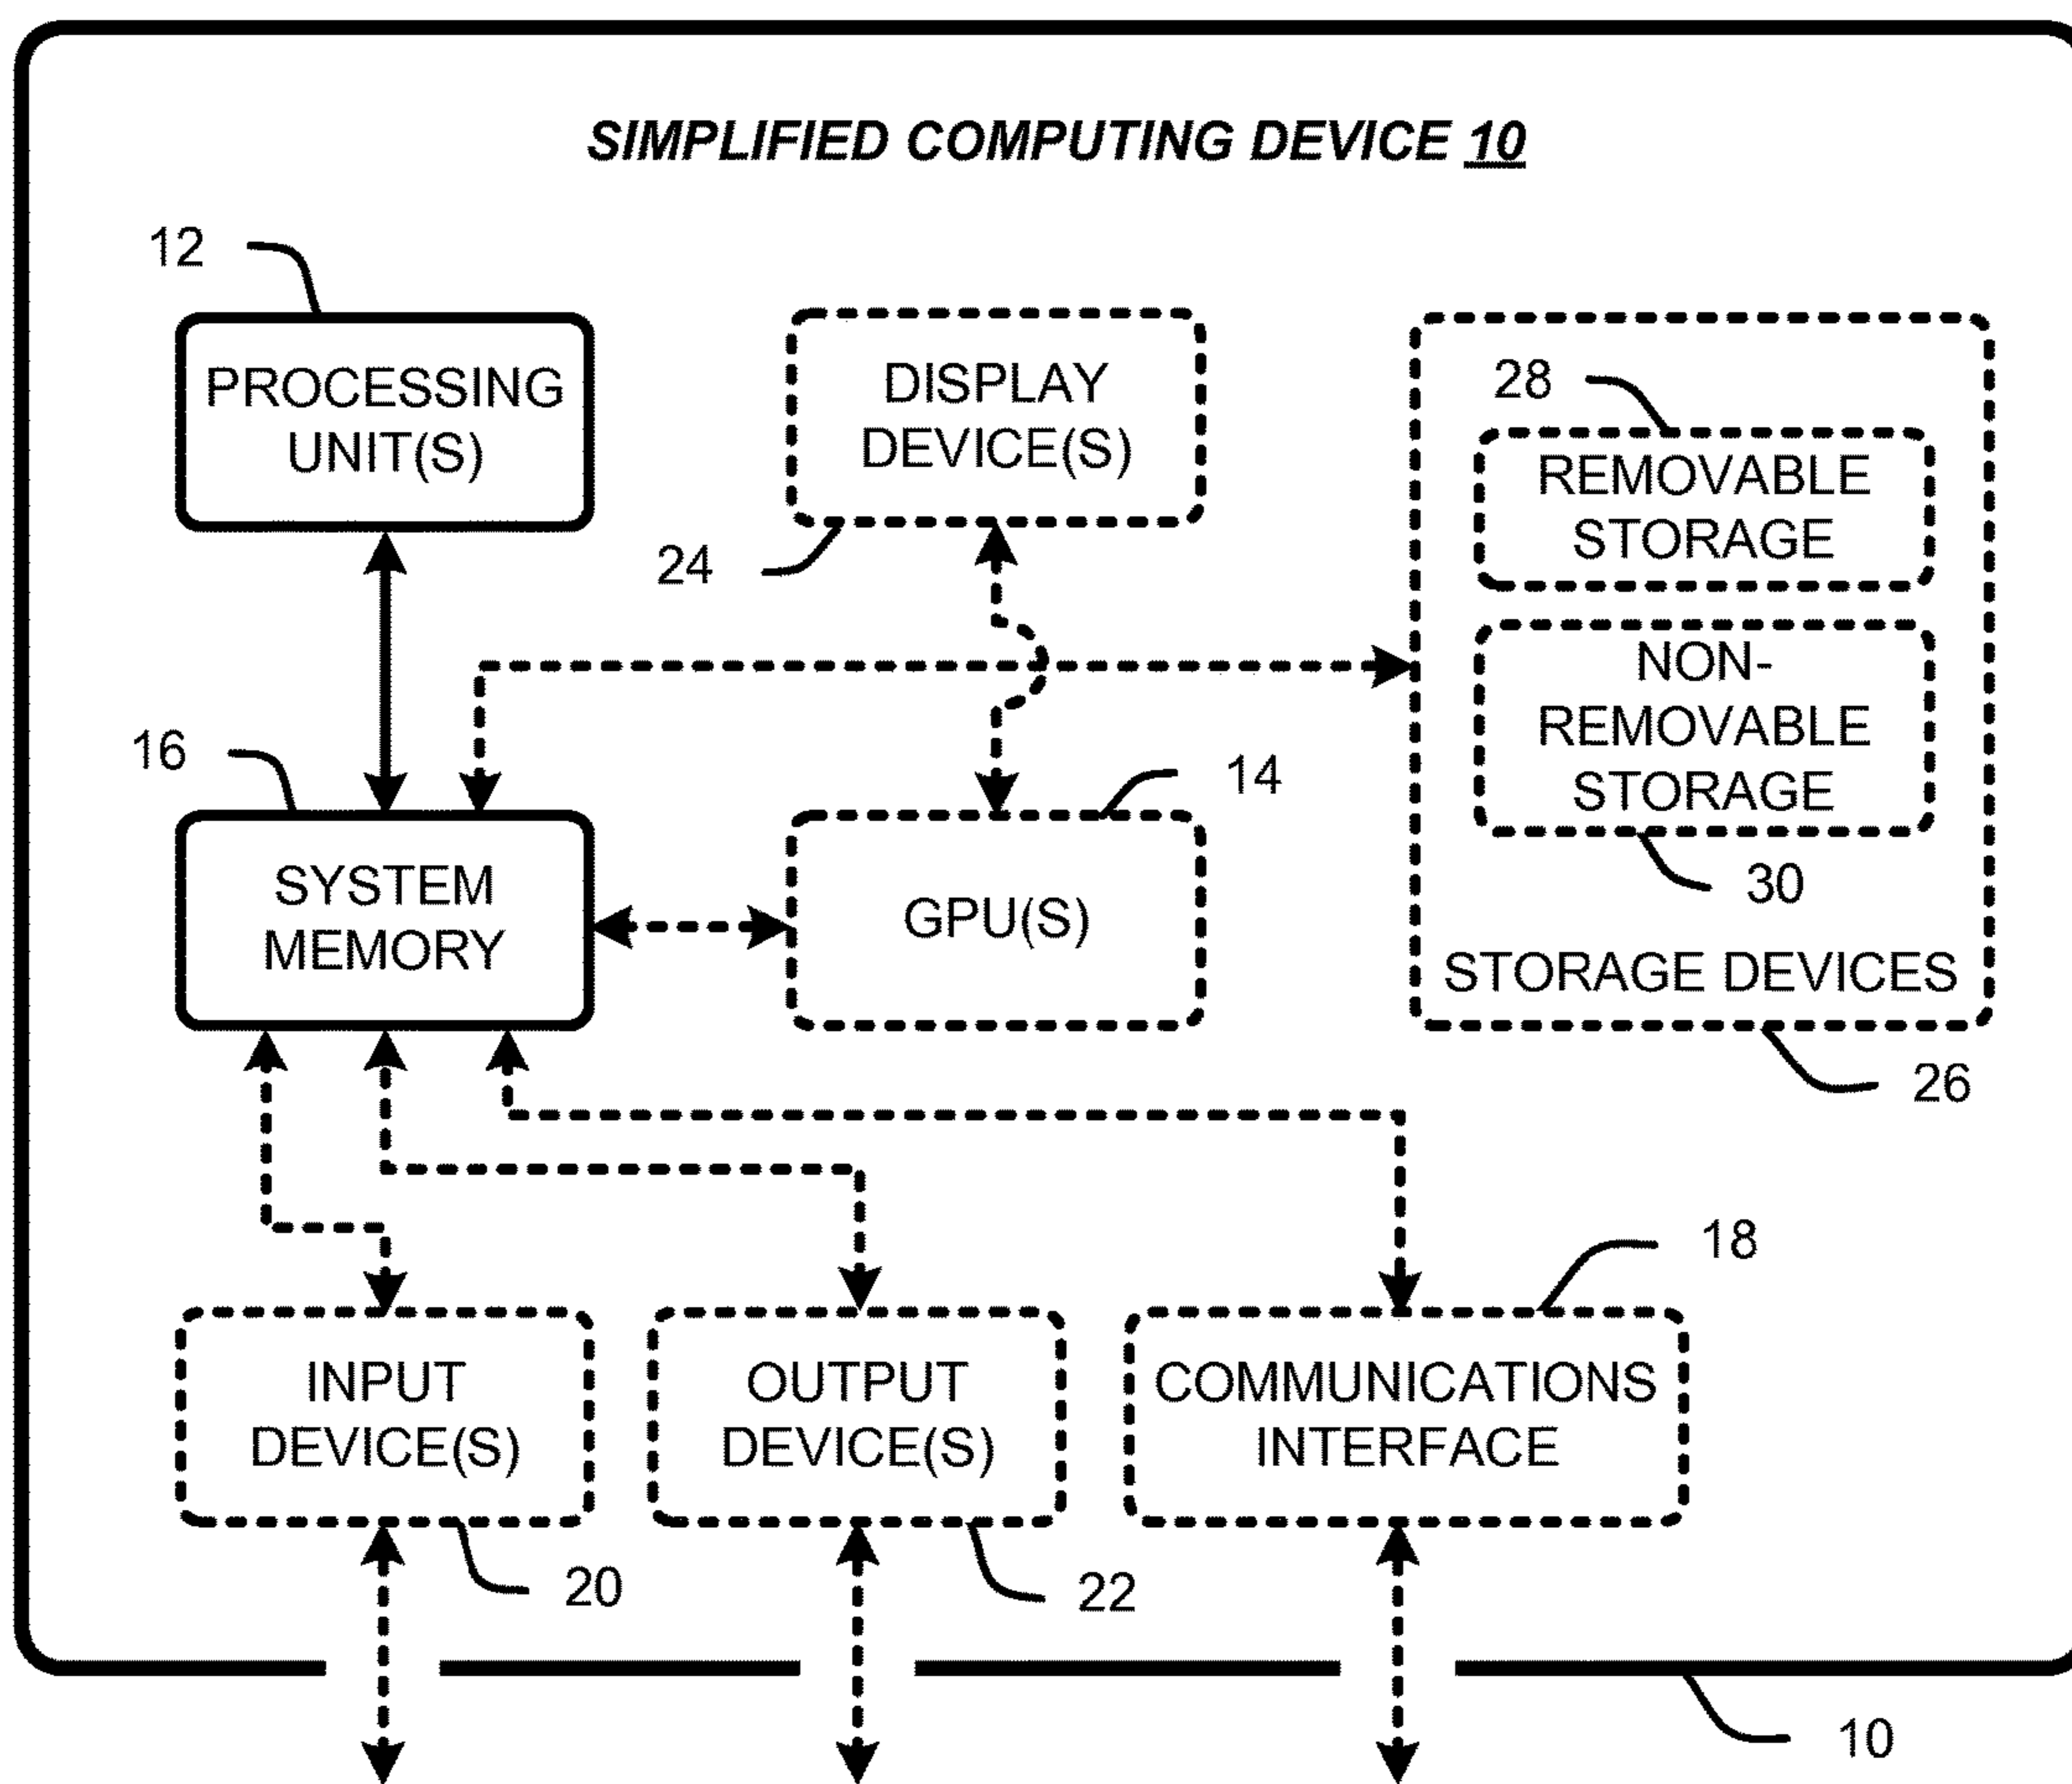 SIMPLIFIED COMPUTING DEVICE 10
12
PROCESSING
UNIT(S)
DISPLAY
DEVICE(S)
24
28
REMOVABLE
STORAGE
NON-
REMOVABLE
STORAGE
30
STORAGE DEVICES
26
16
SYSTEM
MEMORY
14
GPU(S)
18
INPUT
DEVICE(S)
20
OUTPUT
DEVICE(S)
22
COMMUNICATIONS
INTERFACE
10